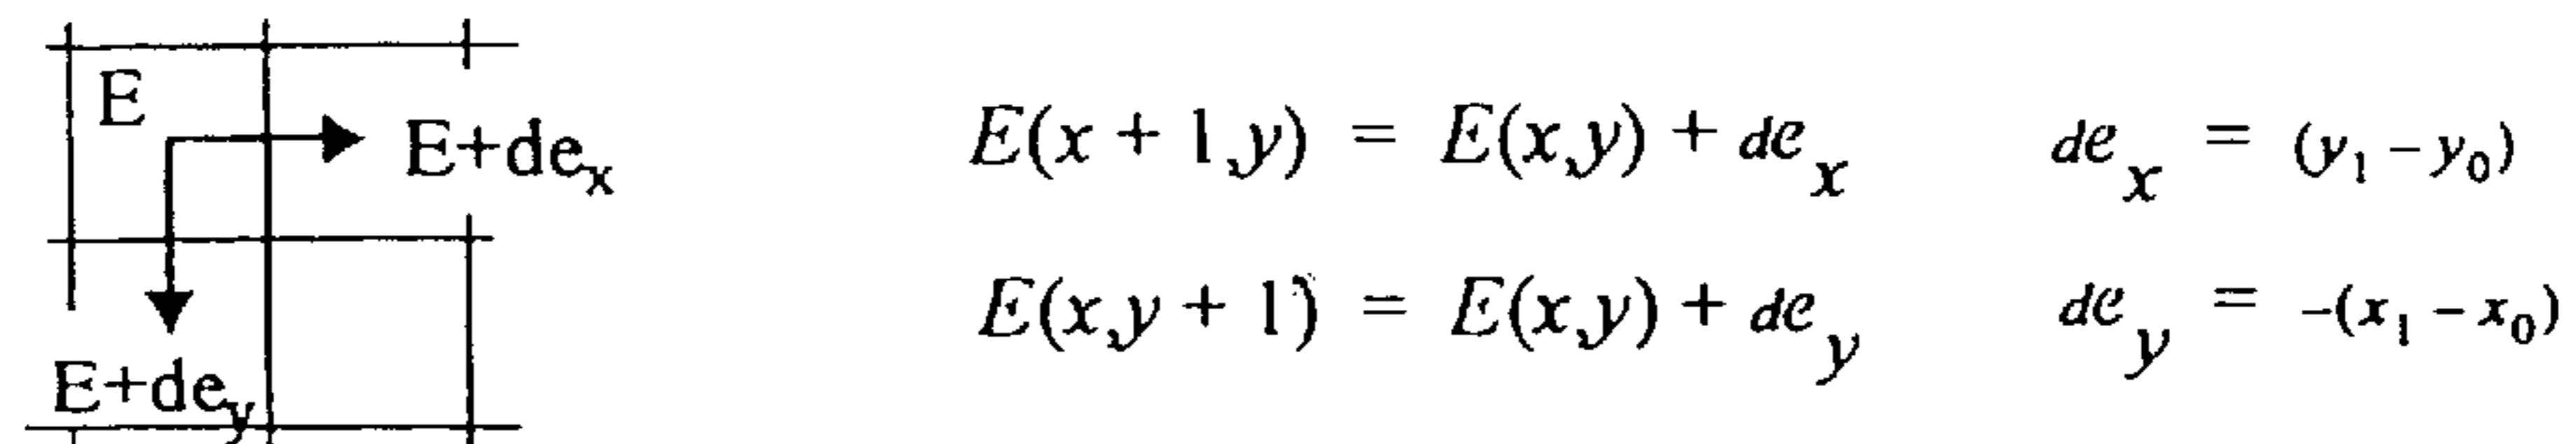 E
E+de_x
E+de_y
E(x + 1,y) = E(x,y) + de_x    de_x = (y_1 − y_0)
E(x,y + 1) = E(x,y) + de_y    de_y = −(x_1 − x_0)